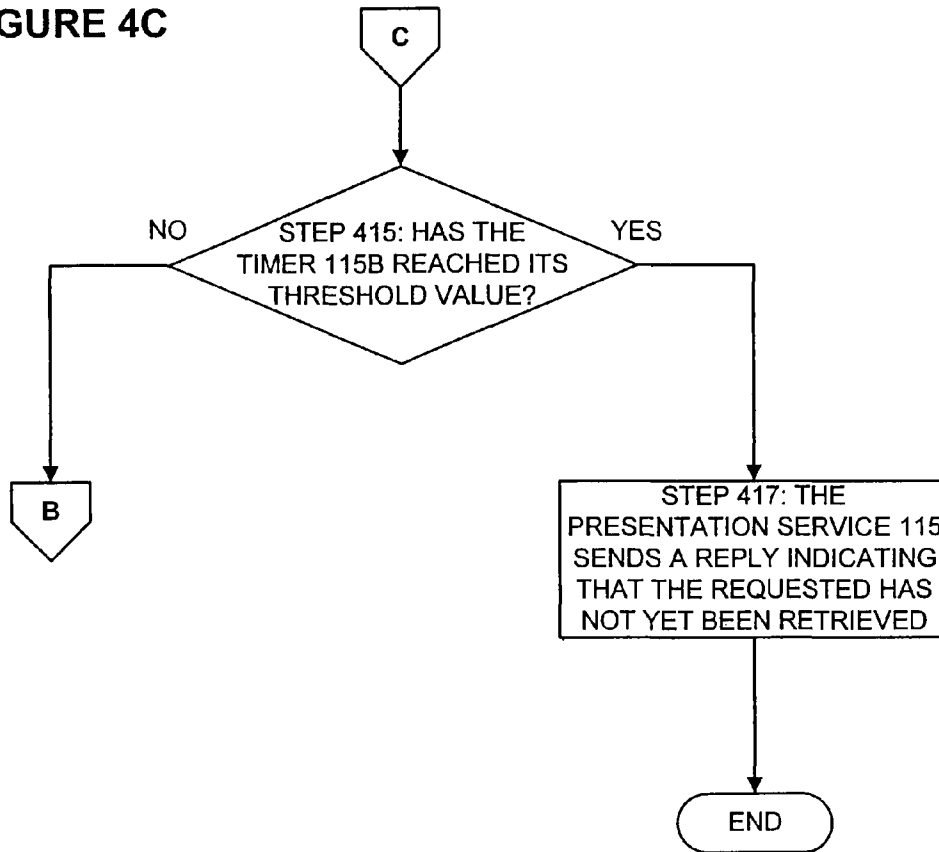 GURE 4C
C
NO
YES
STEP 415: HAS THE
TIMER 115B REACHED ITS
THRESHOLD VALUE?
B
STEP 417: THE
PRESENTATION SERVICE 115
SENDS A REPLY INDICATING
THAT THE REQUESTED HAS
NOT YET BEEN RETRIEVED
END